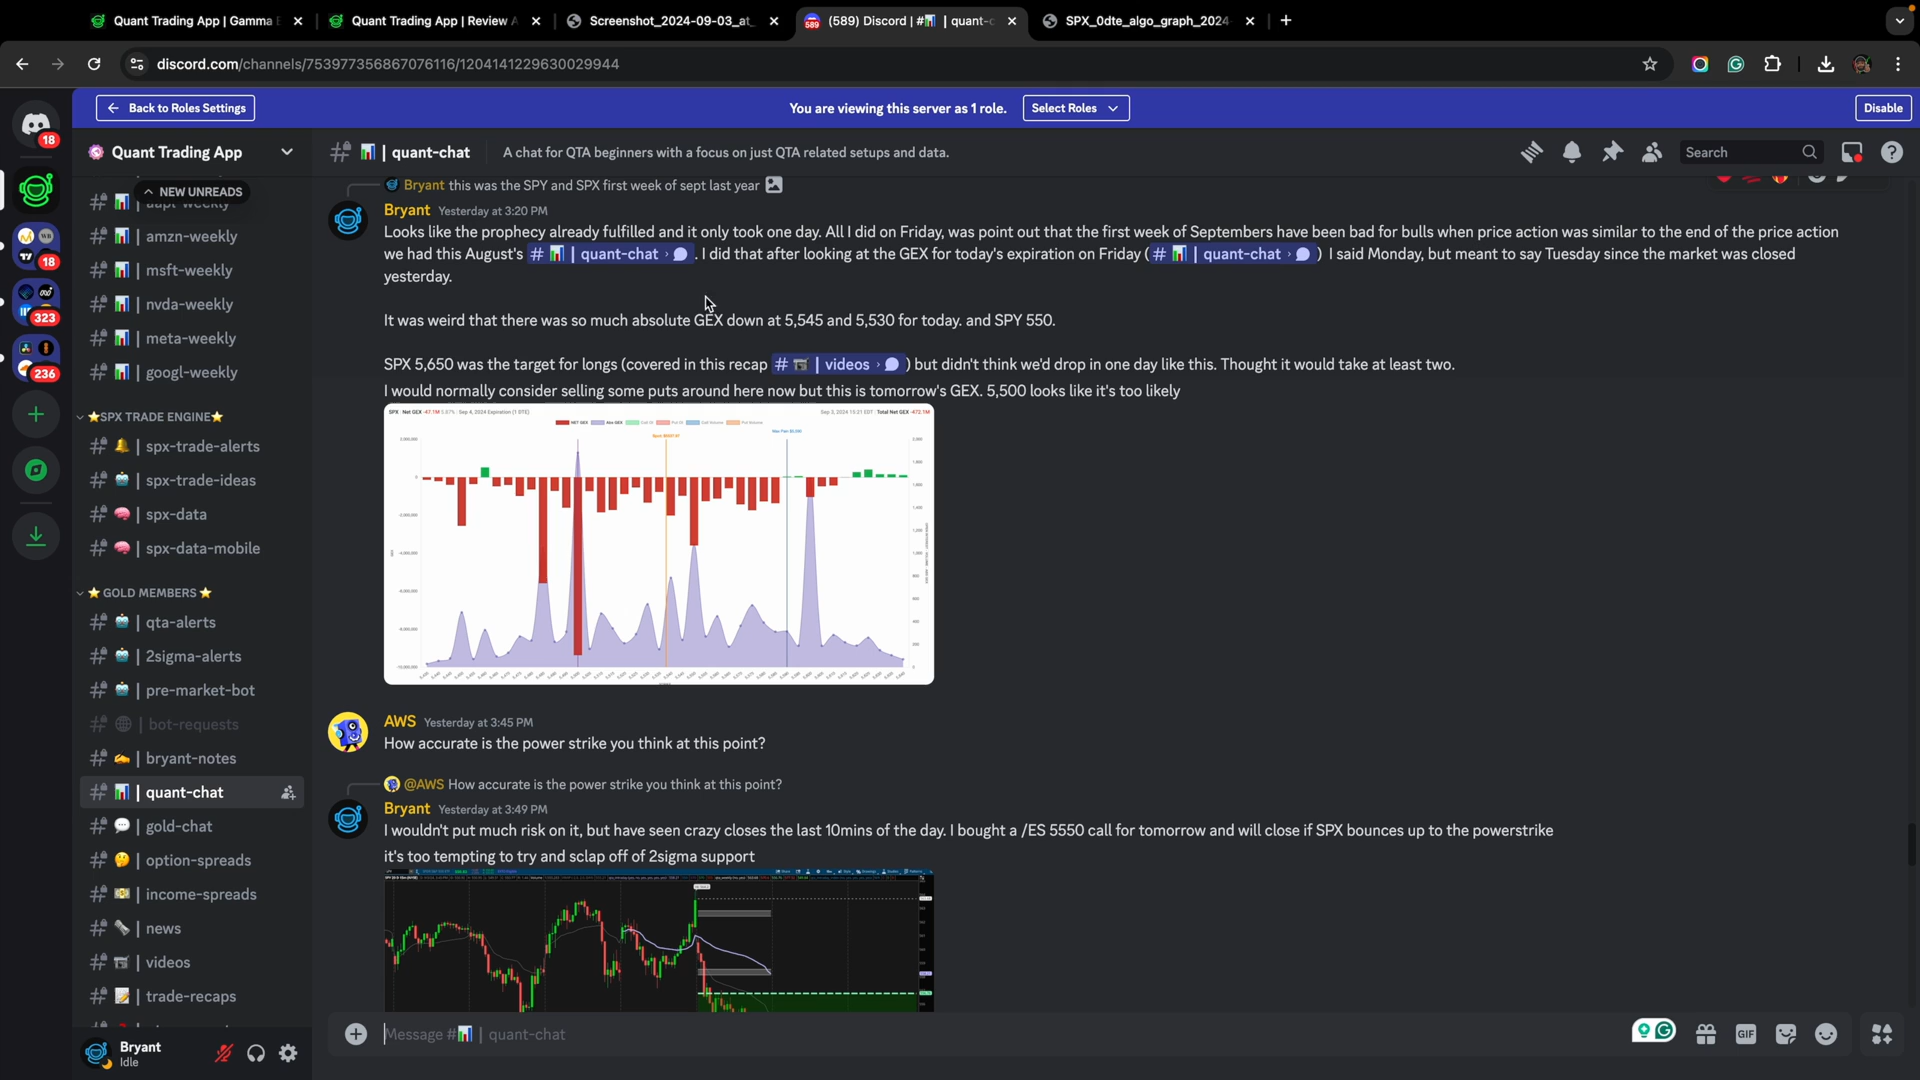 Quant Trading App | Gamma E
Quant Trading App | Review A
Screenshot_2024-09-03_at_
(589) Discord | #📊 | quant-c
SPX_0dte_algo_graph_2024
discord.com/channels/753977356867076116/1204141229630029944
Back to Roles Settings
You are viewing this server as 1 role.
Select Roles
Disable
18
18
323
236
Quant Trading App
NEW UNREADS
aapl-weekly
amzn-weekly
msft-weekly
nvda-weekly
meta-weekly
googl-weekly
⭐SPX TRADE ENGINE⭐
spx-trade-alerts
spx-trade-ideas
spx-data
spx-data-mobile
⭐ GOLD MEMBERS ⭐
qta-alerts
2sigma-alerts
pre-market-bot
bot-requests
bryant-notes
quant-chat
gold-chat
option-spreads
income-spreads
news
videos
trade-recaps
Bryant
Idle
# 📊 | quant-chat
A chat for QTA beginners with a focus on just QTA related setups and data.
Search
Bryant this was the SPY and SPX first week of sept last year
Bryant Yesterday at 3:20 PM
Looks like the prophecy already fulfilled and it only took one day. All I did on Friday, was point out that the first week of Septembers have been bad for bulls when price action was similar to the end of the price action
we had this August's # 📊 | quant-chat › . I did that after looking at the GEX for today's expiration on Friday ( # 📊 | quant-chat › ) I said Monday, but meant to say Tuesday since the market was closed
yesterday.
It was weird that there was so much absolute GEX down at 5,545 and 5,530 for today. and SPY 550.
SPX 5,650 was the target for longs (covered in this recap # | videos › ) but didn't think we'd drop in one day like this. Thought it would take at least two.
I would normally consider selling some puts around here now but this is tomorrow's GEX. 5,500 looks like it's too likely
AWS Yesterday at 3:45 PM
How accurate is the power strike you think at this point?
@AWS How accurate is the power strike you think at this point?
Bryant Yesterday at 3:49 PM
I wouldn't put much risk on it, but have seen crazy closes the last 10mins of the day. I bought a /ES 5550 call for tomorrow and will close if SPX bounces up to the powerstrike
it's too tempting to try and sclap off of 2sigma support
Message #📊 | quant-chat
GIF